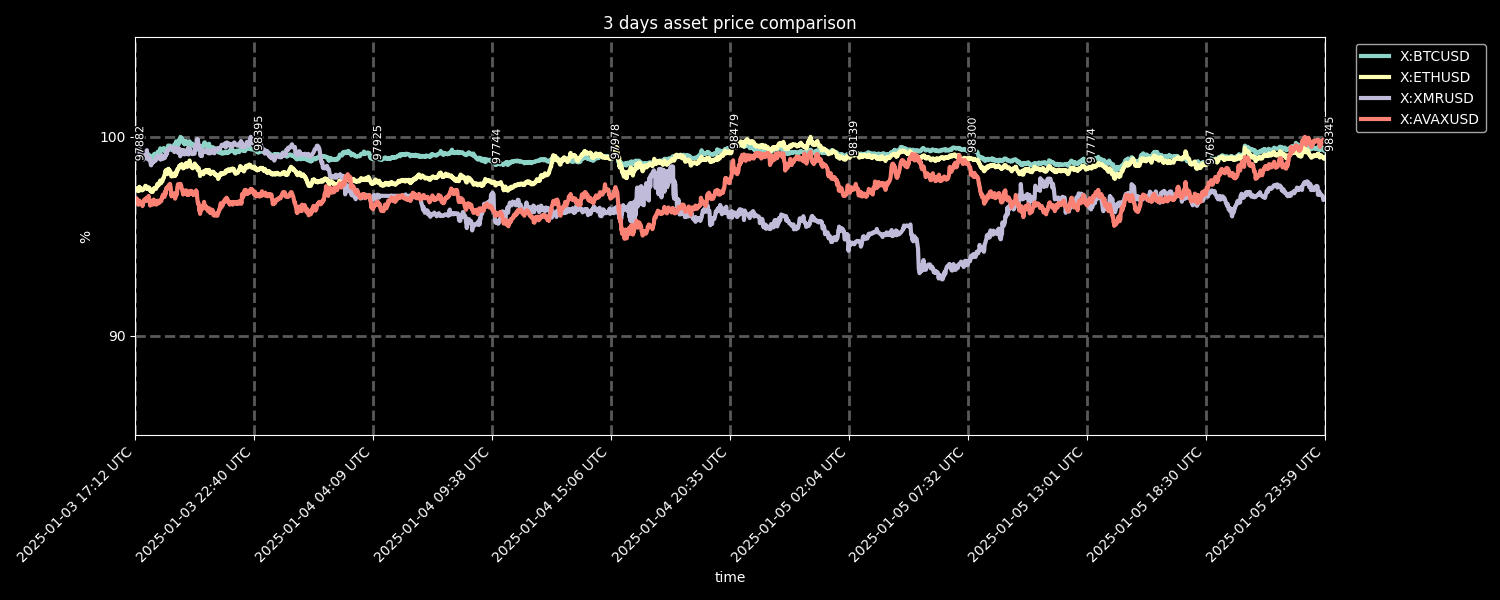 3 days asset price comparison
X:BTCUSD
X:ETHUSD
X:XMRUSD
X:AVAXUSD
100
90
%
97882
98395
97925
97744
97978
98479
98139
98300
97774
97697
98345
2025-01-03 17:12 UTC
2025-01-03 22:40 UTC
2025-01-04 04:09 UTC
2025-01-04 09:38 UTC
2025-01-04 15:06 UTC
2025-01-04 20:35 UTC
2025-01-05 02:04 UTC
2025-01-05 07:32 UTC
2025-01-05 13:01 UTC
2025-01-05 18:30 UTC
2025-01-05 23:59 UTC
time